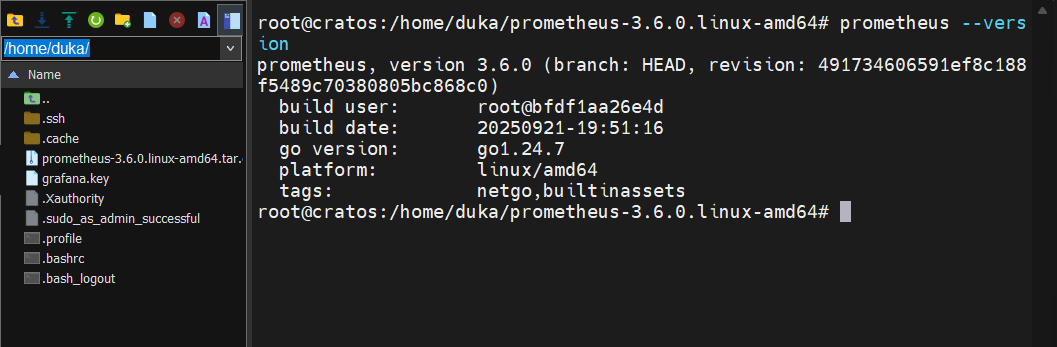 /home/duka/
Name
..
.ssh
.cache
prometheus-3.6.0.linux-amd64.tar.
grafana.key
.Xauthority
.sudo_as_admin_successful
.profile
.bashrc
.bash_logout
root@cratos:/home/duka/prometheus-3.6.0.linux-amd64# prometheus --vers
ion
prometheus, version 3.6.0 (branch: HEAD, revision: 491734606591ef8c188
f5489c70380805bc868c0)
  build user:       root@bfdf1aa26e4d
  build date:       20250921-19:51:16
  go version:       go1.24.7
  platform:         linux/amd64
  tags:             netgo,builtinassets
root@cratos:/home/duka/prometheus-3.6.0.linux-amd64#